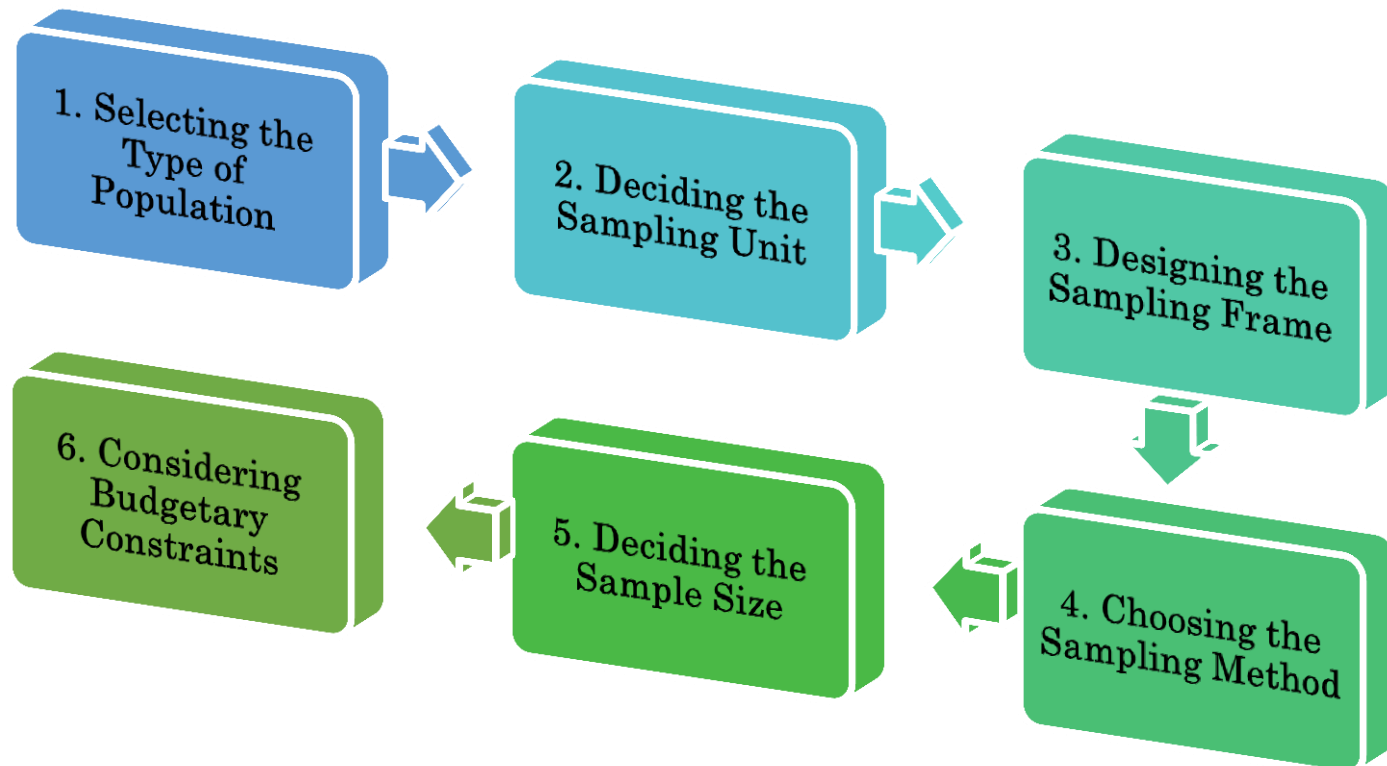 1. Selecting the
Type of
Population
2. Deciding the
Sampling Unit
3. Designing the
Sampling Frame
4. Choosing the
Sampling Method
5. Deciding the
Sample Size
6. Considering
Budgetary
Constraints